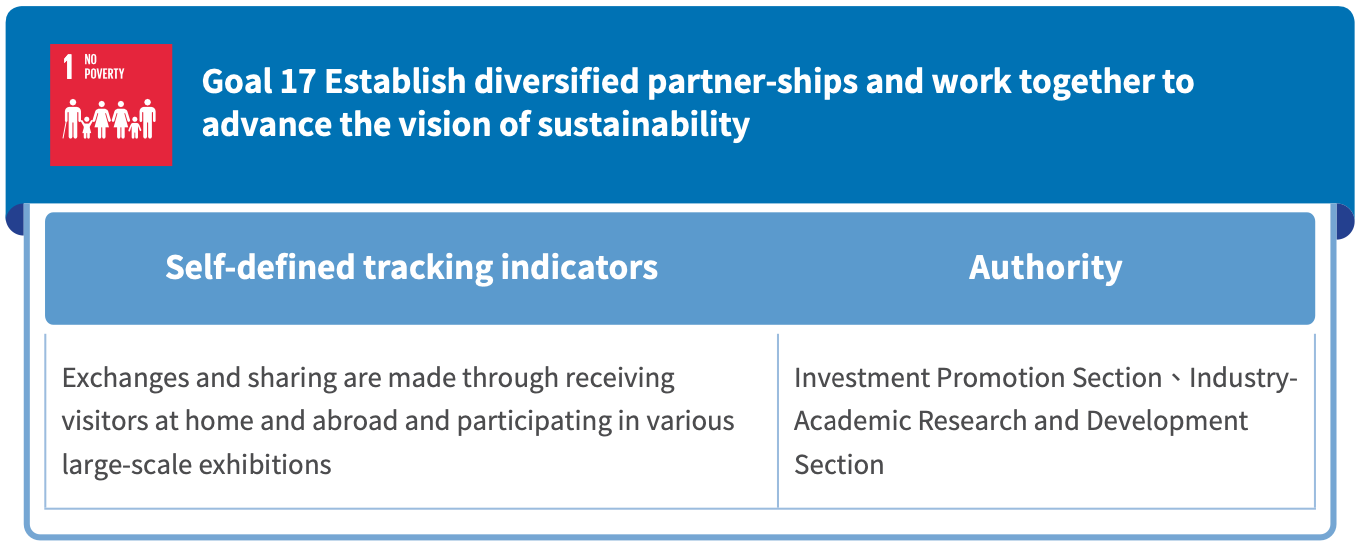 1 NO
POVERTY
Goal 17 Establish diversified partner-ships and work together to
advance the vision of sustainability
Self-defined tracking indicators
Authority
Exchanges and sharing are made through receiving
visitors at home and abroad and participating in various
large-scale exhibitions
Investment Promotion Section、Industry-
Academic Research and Development
Section